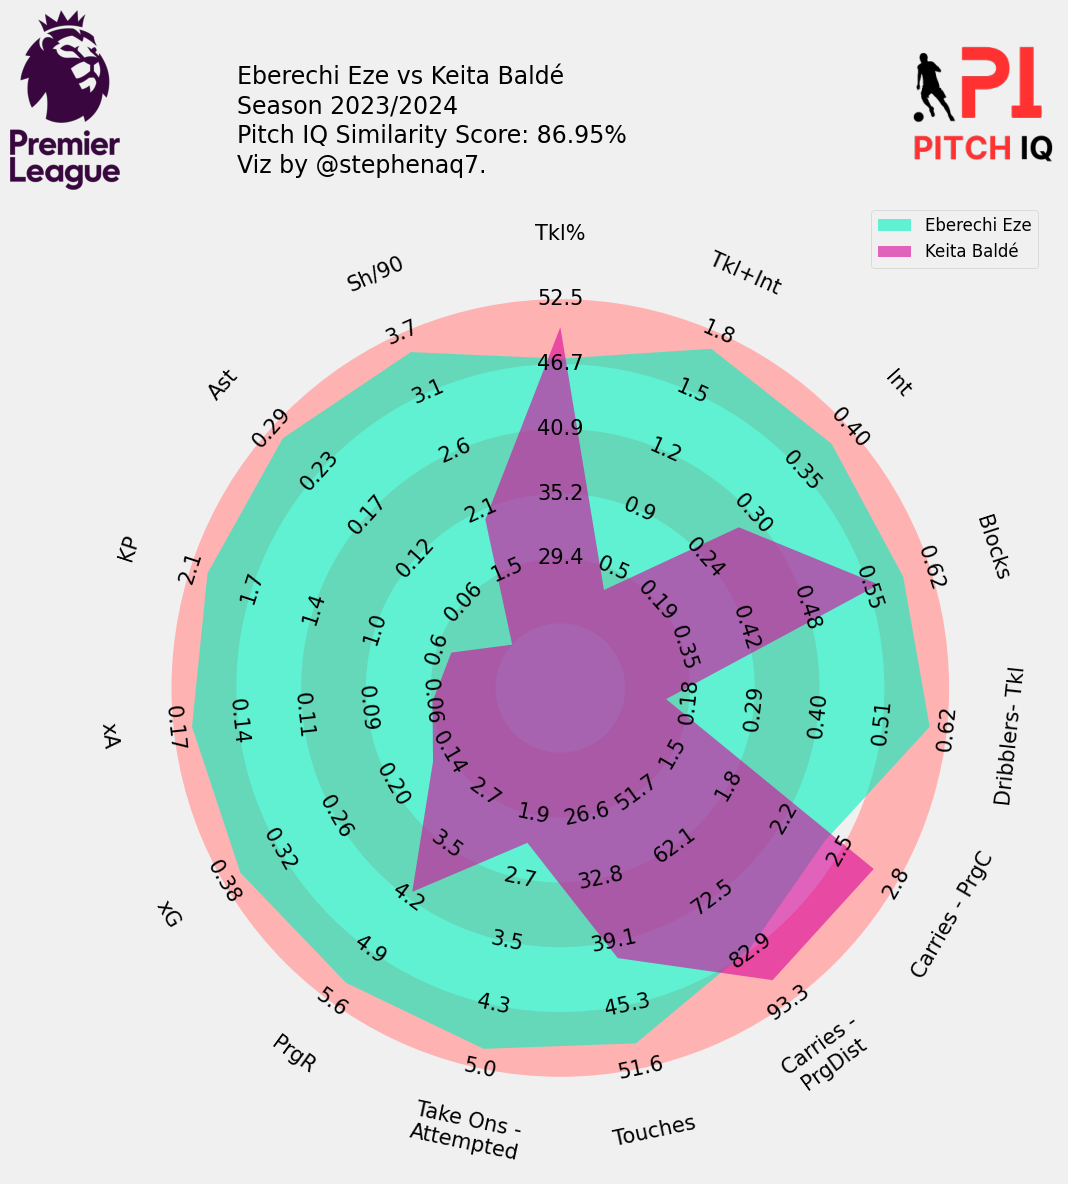 Premier
League
Eberechi Eze vs Keita Baldé
Season 2023/2024
Pitch IQ Similarity Score: 86.95%
Viz by @stephenaq7.
PI
PITCH IQ
Eberechi Eze
Keita Baldé
Tkl%
52.5
46.7
40.9
35.2
29.4
Tkl+Int
1.8
1.5
1.2
0.9
0.5
Int
0.40
0.35
0.30
0.24
0.19
Blocks
0.62
0.55
0.48
0.42
0.35
Dribblers- Tkl
0.62
0.51
0.40
0.29
0.18
Carries - PrgC
2.8
2.5
2.2
1.8
1.5
Carries -
PrgDist
93.3
82.9
72.5
62.1
51.7
Touches
51.6
45.3
39.1
32.8
26.6
Take Ons -
Attempted
5.0
4.3
3.5
2.7
1.9
PrgR
5.6
4.9
4.2
3.5
2.7
xG
0.38
0.32
0.26
0.20
0.14
xA
0.17
0.14
0.11
0.09
0.06
KP
2.1
1.7
1.4
1.0
0.6
Ast
0.29
0.23
0.17
0.12
0.06
Sh/90
3.7
3.1
2.6
2.1
1.5